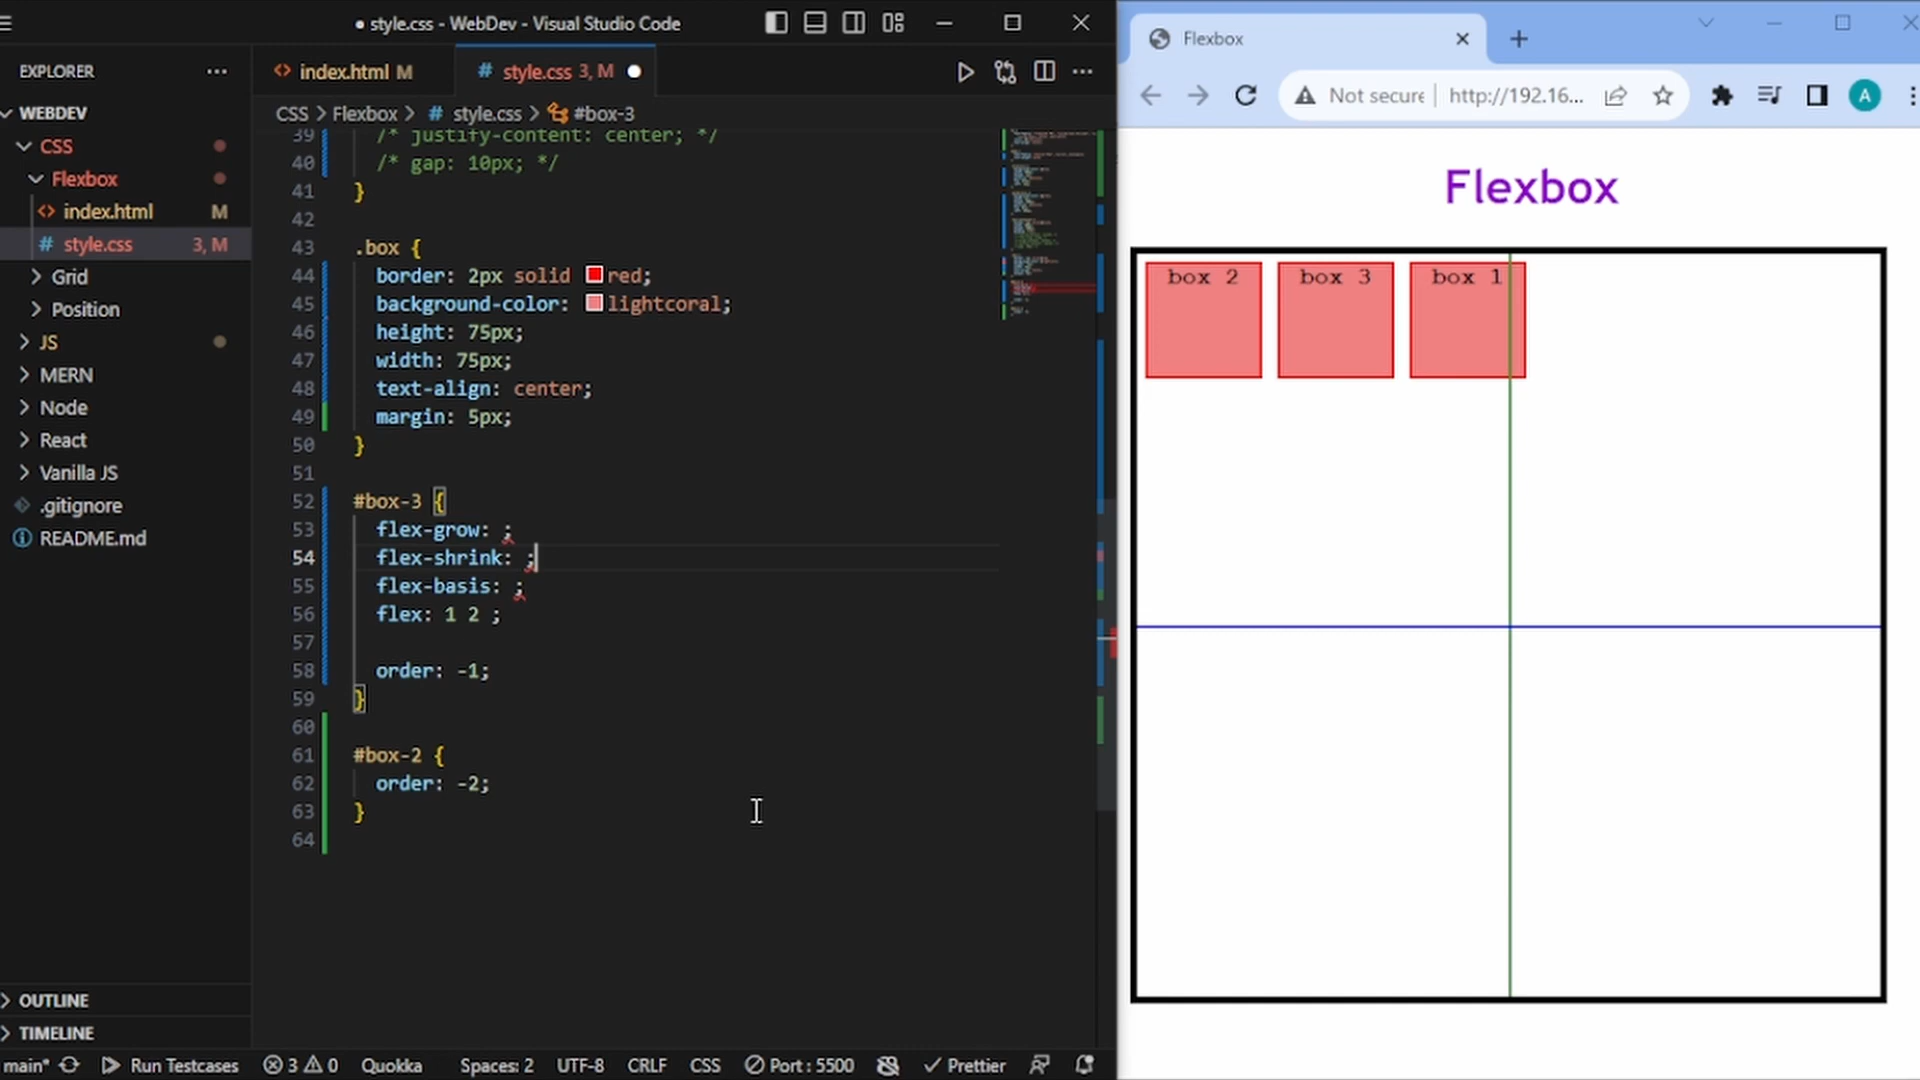 style.css - WebDev - Visual Studio Code
EXPLORER
WEBDEV
CSS
Flexbox
index.html M
style.css 3, M
Grid
Position
JS
MERN
Node
React
Vanilla JS
.gitignore
README.md
OUTLINE
TIMELINE
index.html M
style.css 3, M
CSS > Flexbox > style.css > #box-3
39 /* justify-content: center; */
40 /* gap: 10px; */
41 }
42
43 .box {
44 border: 2px solid red;
45 background-color: lightcoral;
46 height: 75px;
47 width: 75px;
48 text-align: center;
49 margin: 5px;
50 }
51
52 #box-3 {
53 flex-grow: ;
54 flex-shrink: ;
55 flex-basis: ;
56 flex: 1 2 ;
57
58 order: -1;
59 }
60
61 #box-2 {
62 order: -2;
63 }
64
main* Run Testcases 3 0 Quokka Spaces: 2 UTF-8 CRLF CSS Port : 5500 Prettier
Flexbox
Not secure http://192.16... A
Flexbox
box 2 box 3 box 1